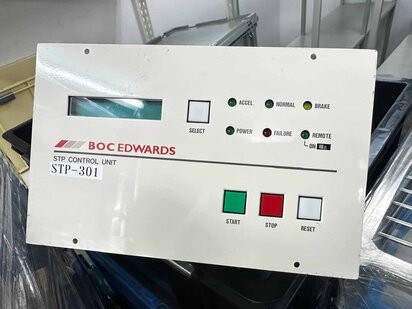 ACCEL. NORMAL BRAKE
SELECT
POWER FAILURE REMOTE
ON
BOC EDWARDS
STP CONTROL UNIT
STP-301
START STOP RESET